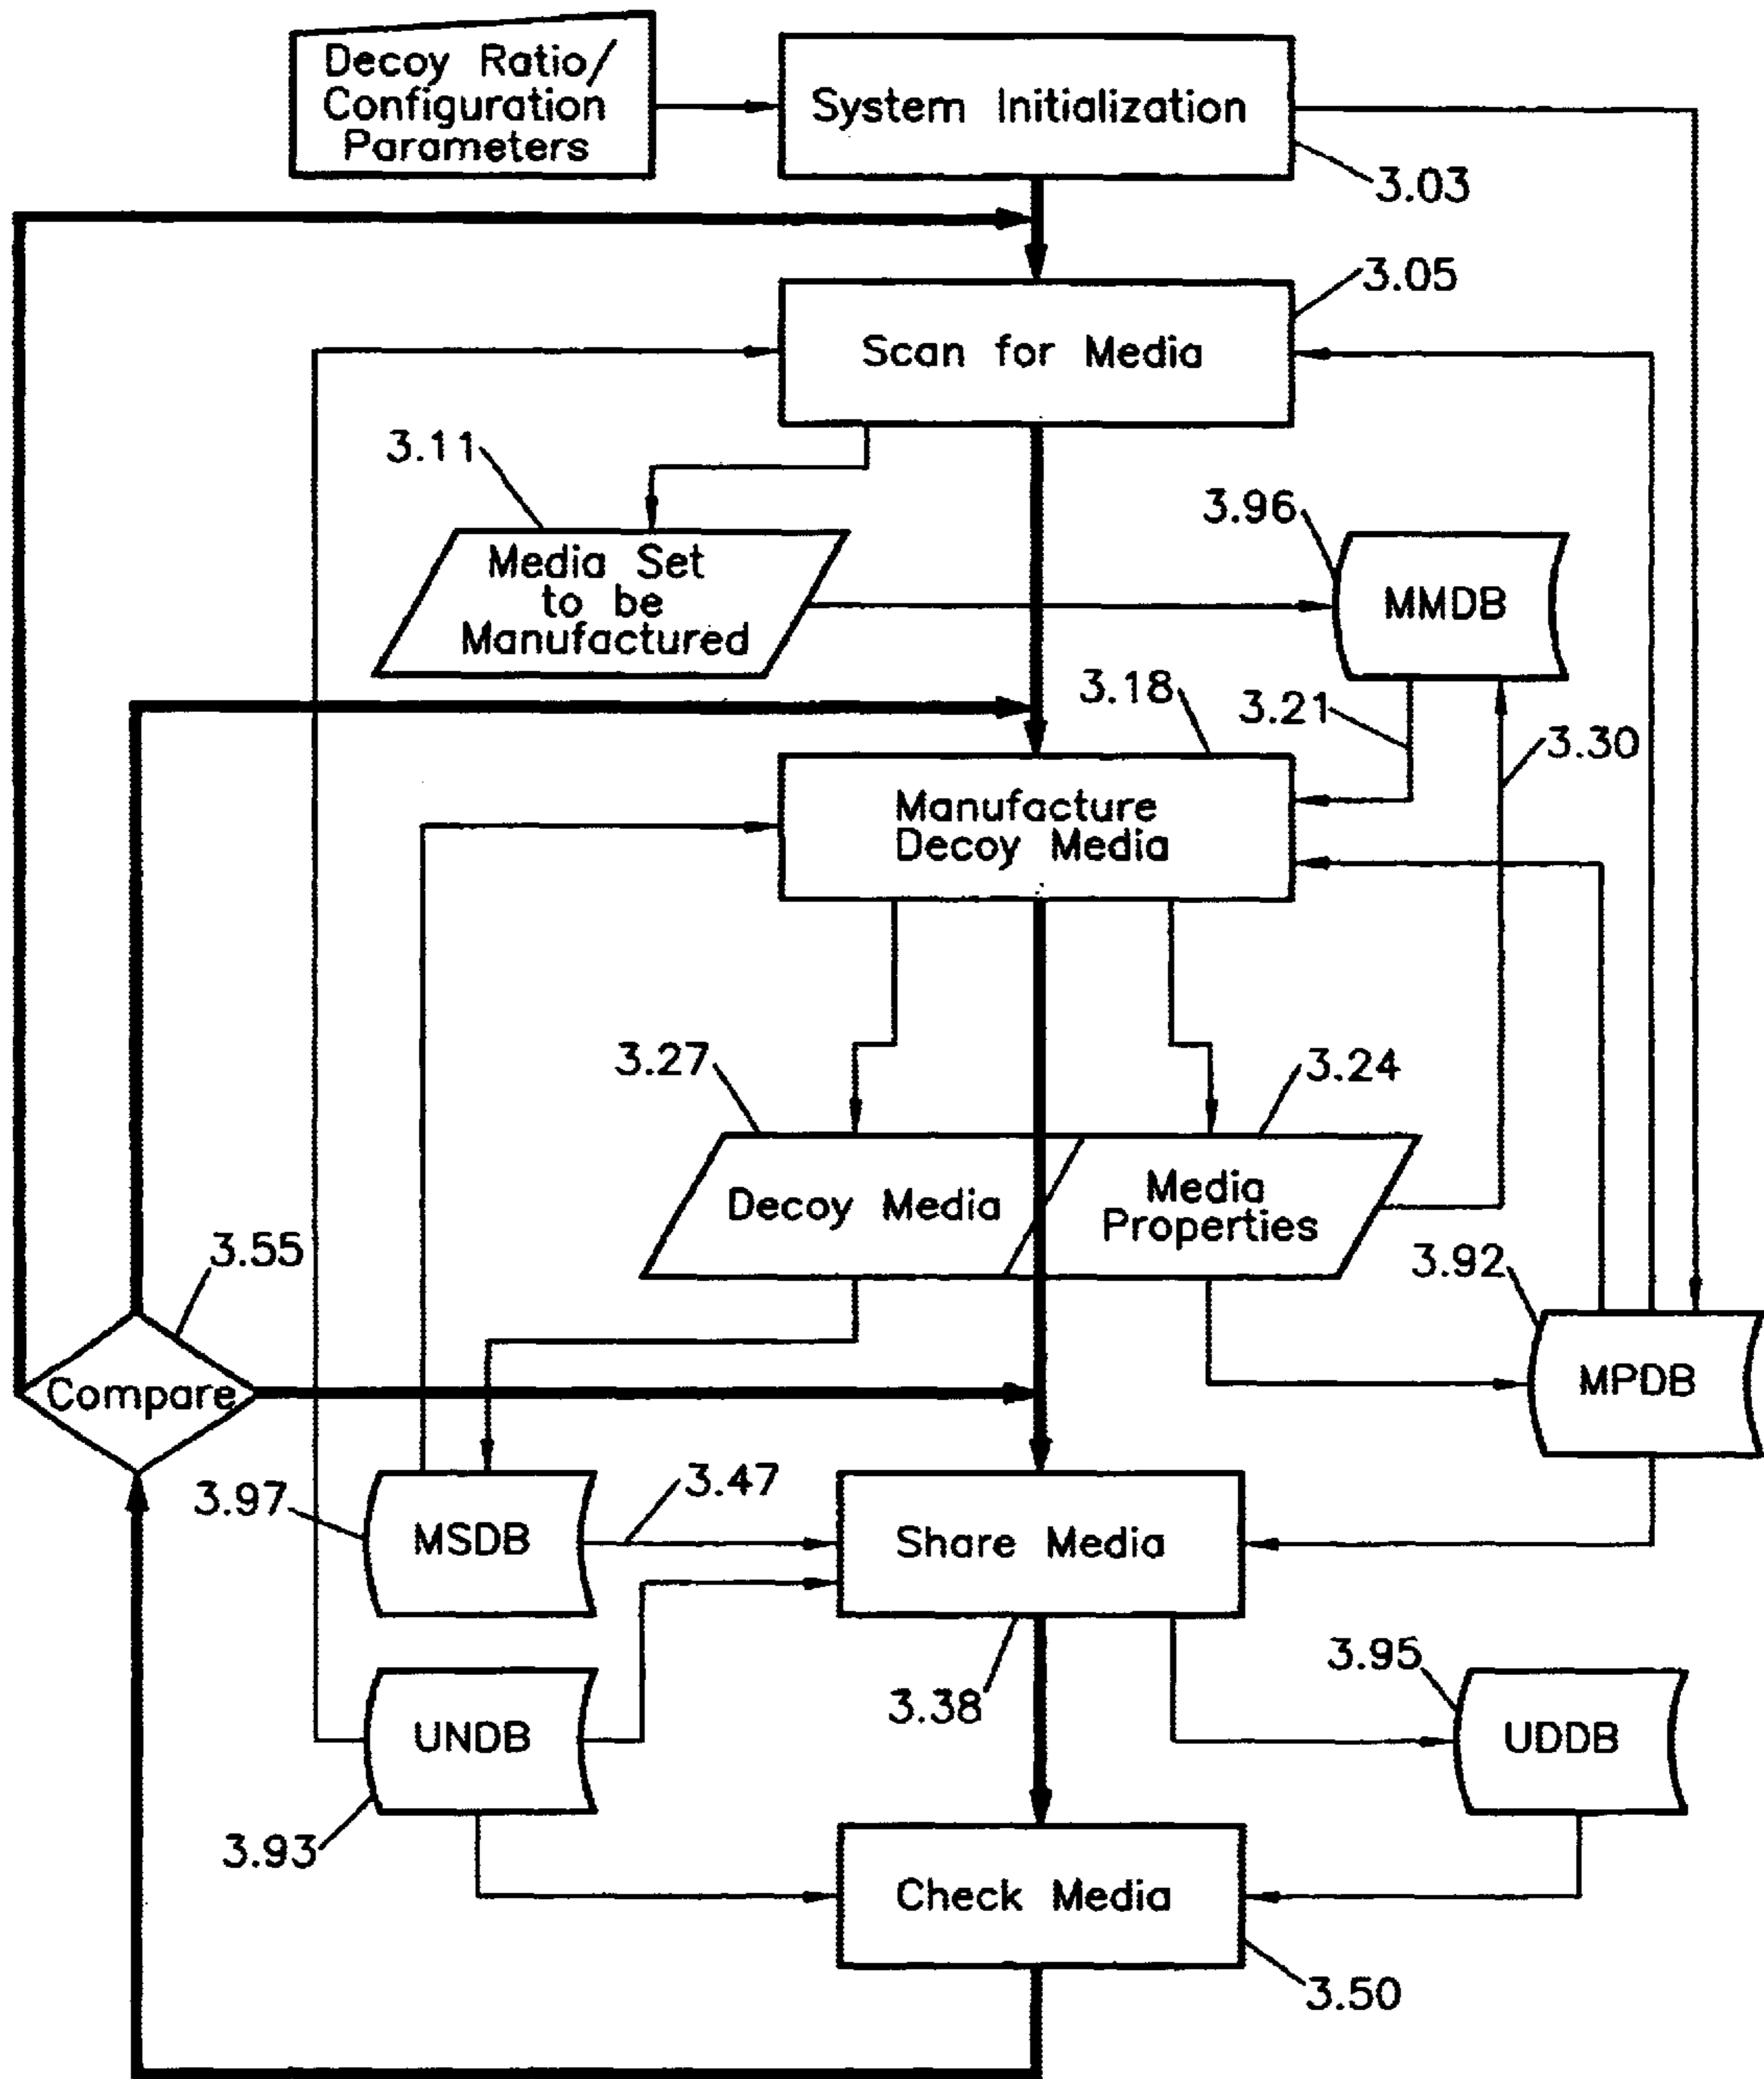 Decoy Ratio/
Configuration
Parameters
System Initialization
3.03
3.05
Scan for Media
3.11
3.96
Media Set
to be
Manufactured
MMDB
3.18
3.21
3.30
Manufacture
Decoy Media
3.27
3.24
Decoy Media
Media
Properties
3.55
3.92
Compare
MPDB
3.97
3.47
MSDB
Share Media
3.38
3.95
UNDB
UDDB
3.93
Check Media
3.50